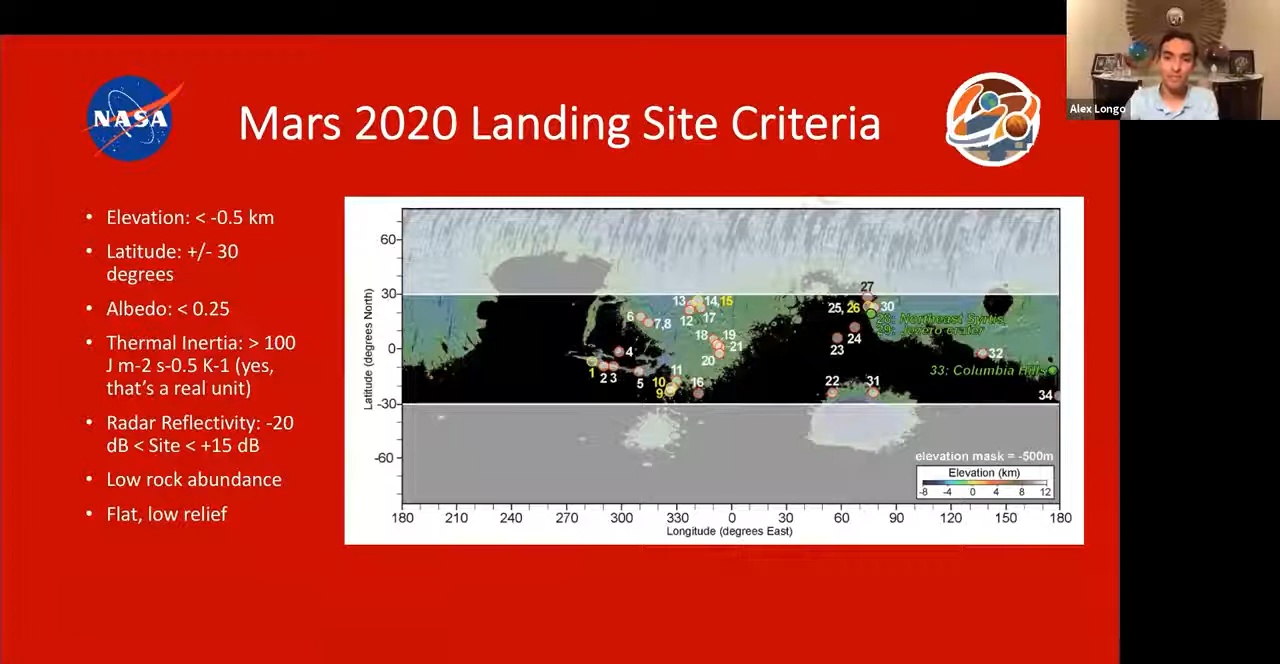 Alex Longo
NASA
Mars 2020 Landing Site Criteria
• Elevation: < -0.5 km
• Latitude: +/- 30
degrees
• Albedo: < 0.25
• Thermal Inertia: > 100
J m-2 s-0.5 K-1 (yes,
that’s a real unit)
• Radar Reflectivity: -20
dB < Site < +15 dB
• Low rock abundance
• Flat, low relief
Latitude (degrees North)
60
30
0
-30
-60
27
13
14,15
25, 26
30
6
7,8
12
17
28: Northeast Syrtis
29: Jezero crater
18
19
24
21
23
4
20
32
1
2
3
5
11
33: Columbia Hills
10
16
22
31
9
34
elevation mask = -500m
Elevation (km)
-8 -4 0 4 8 12
180 210 240 270 300 330 0 30 60 90 120 150 180
Longitude (degrees East)